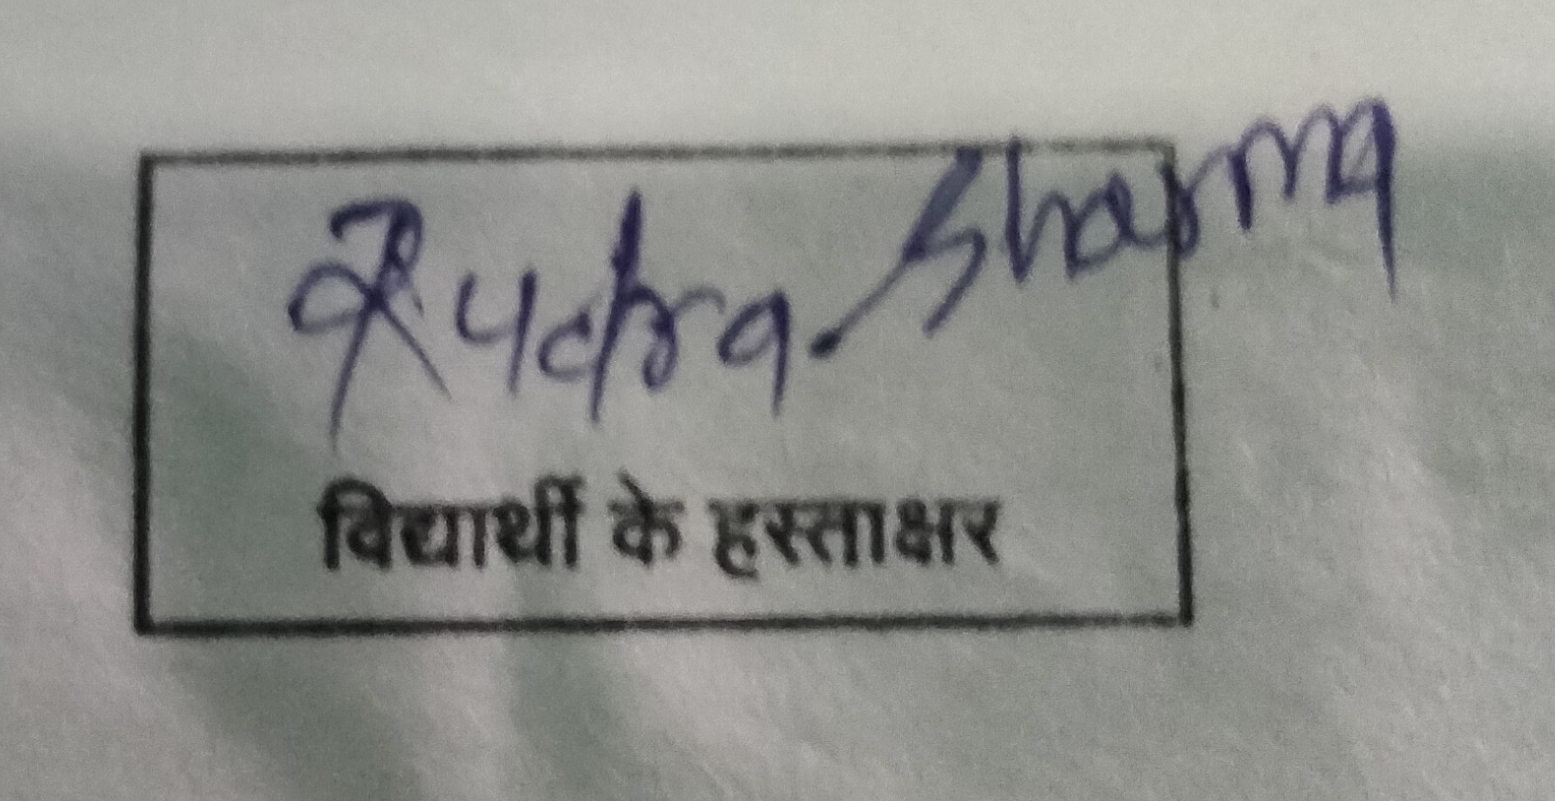 Rudra. Sharma
विद्यार्थी के हस्ताक्षर